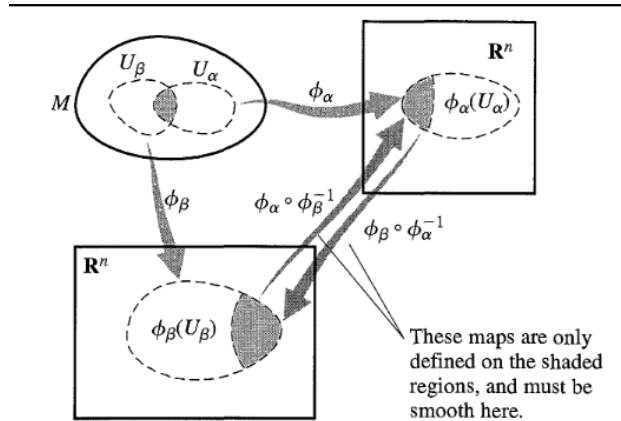 U_β
U_α
M
ϕ_α
R^n
ϕ_α(U_α)
ϕ_β
ϕ_α ∘ ϕ_β^{-1}
ϕ_β ∘ ϕ_α^{-1}
R^n
ϕ_β(U_β)
These maps are only
defined on the shaded
regions, and must be
smooth here.